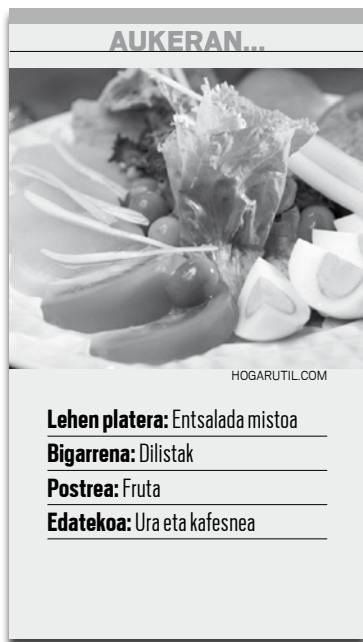 AUKERAN...
HOGARUTIL.COM
Lehen platera: Entsalada mistoa
Bigarrena: Dilistak
Postrea: Fruta
Edatekoa: Ura eta kafesnea